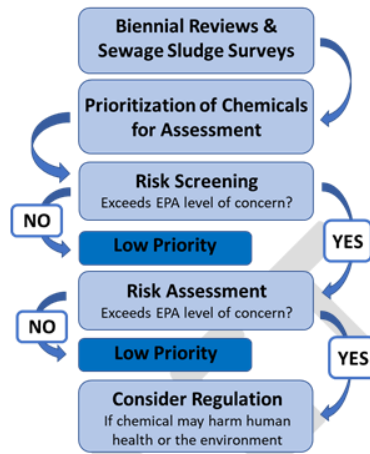 Biennial Reviews &
Sewage Sludge Surveys
Prioritization of Chemicals
for Assessment
Risk Screening
Exceeds EPA level of concern?
NO
YES
Low Priority
Risk Assessment
Exceeds EPA level of concern?
NO
YES
Low Priority
Consider Regulation
If chemical may harm human
health or the environment